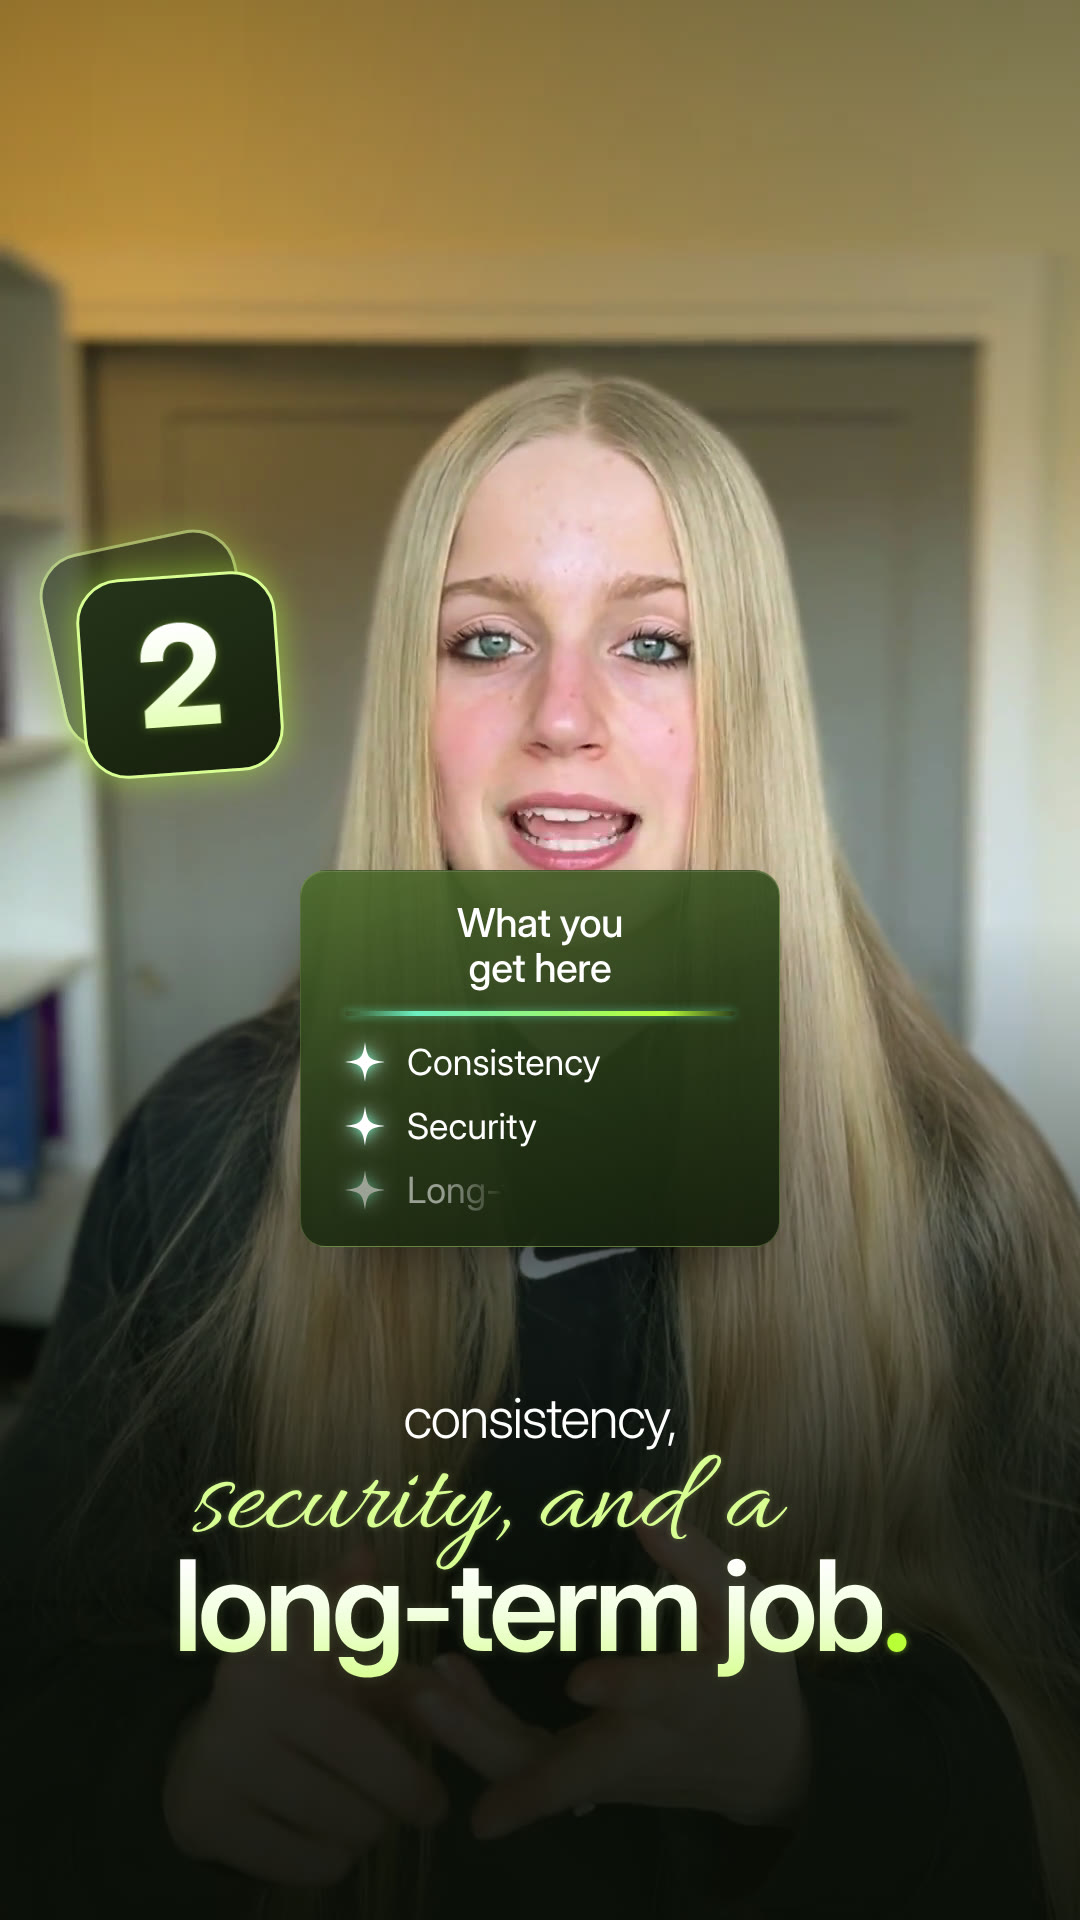 2
What you
get here
Consistency
Security
Long-
consistency,
security, and a
long-term job.